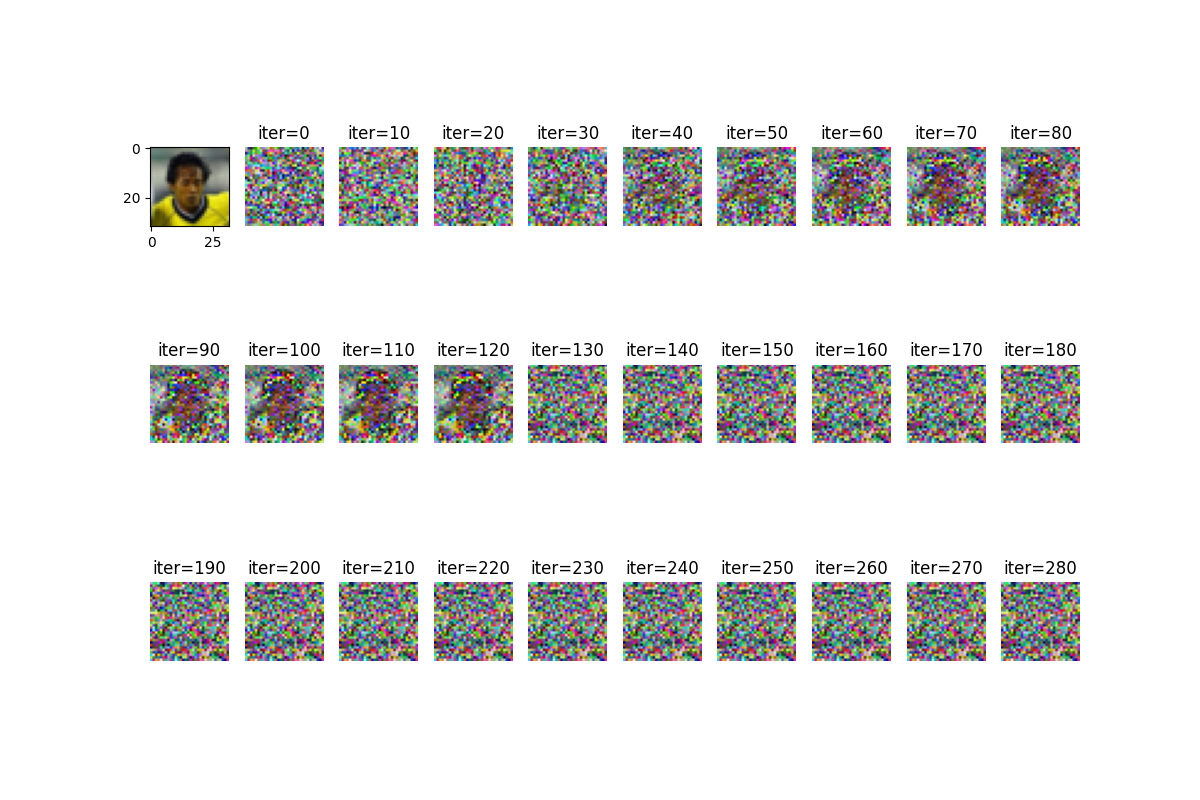 iter=0 iter=10 iter=20 iter=30 iter=40 iter=50 iter=60 iter=70 iter=80
0
20
0 25
iter=90 iter=100 iter=110 iter=120 iter=130 iter=140 iter=150 iter=160 iter=170 iter=180
iter=190 iter=200 iter=210 iter=220 iter=230 iter=240 iter=250 iter=260 iter=270 iter=280